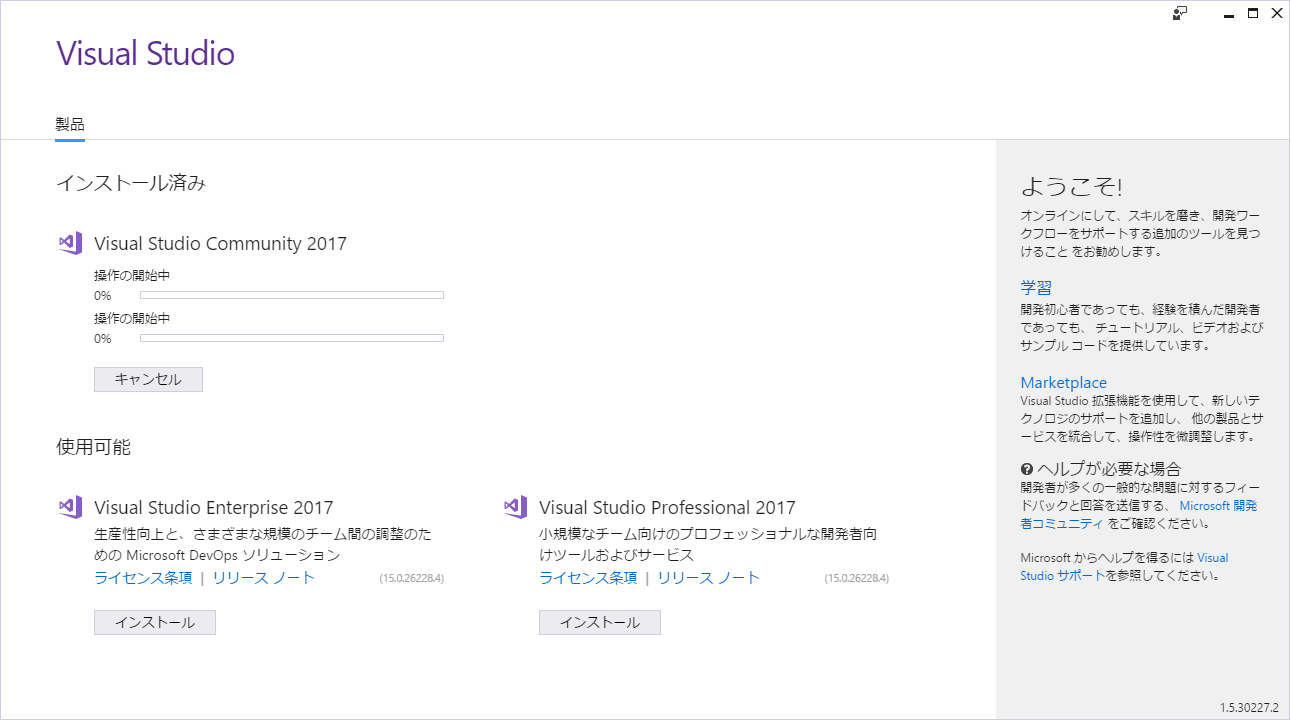 Visual Studio
製品
インストール済み
Visual Studio Community 2017
操作の開始中
0%
操作の開始中
0%
キャンセル
使用可能
Visual Studio Enterprise 2017
生産性向上と、さまざまな規模のチーム間の調整のた
めの Microsoft DevOps ソリューション
ライセンス条項 | リリース ノート (15.0.26228.4)
インストール
Visual Studio Professional 2017
小規模なチーム向けのプロフェッショナルな開発者向
けツールおよびサービス
ライセンス条項 | リリース ノート (15.0.26228.4)
インストール
ようこそ!
オンラインにして、スキルを磨き、開発ワー
クフローをサポートする追加のツールを見つ
けること をお勧めします。
学習
開発初心者であっても、経験を積んだ開発者
であっても、 チュートリアル、ビデオおよび
サンプル コードを提供しています。
Marketplace
Visual Studio 拡張機能を使用して、新しいテ
クノロジのサポートを追加し、 他の製品とサ
ービスを統合して、操作性を微調整します。
ヘルプが必要な場合
開発者が多くの一般的な問題に対するフィー
ドバックと回答を送信する、 Microsoft 開発
者コミュニティ をご確認ください。
Microsoft からヘルプを得るには Visual
Studio サポートを参照してください。
1.5.30227.2